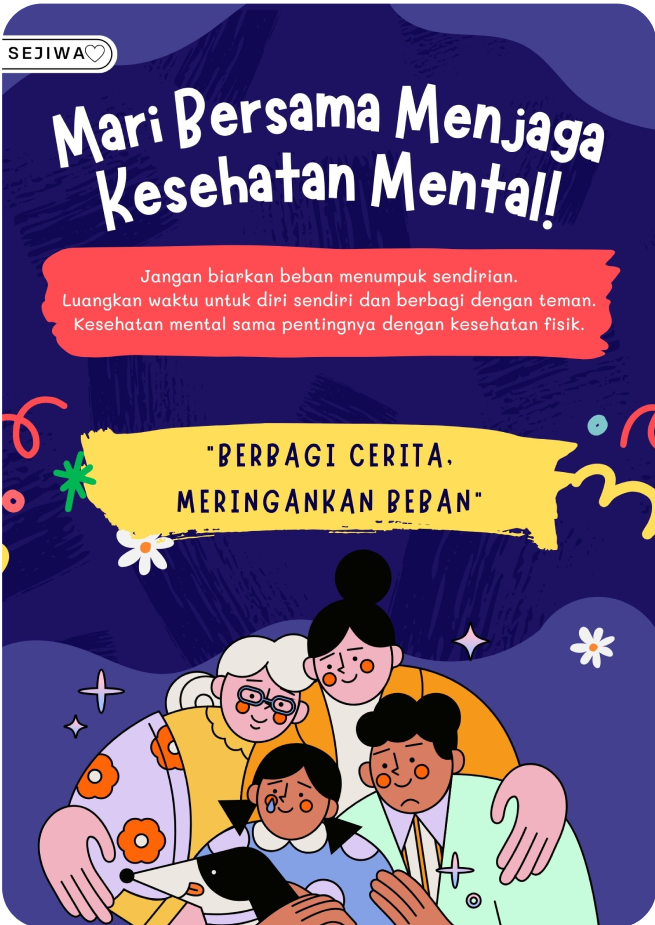 SEJIWA
Mari Bersama Menjaga
Kesehatan Mental!
Jangan biarkan beban menumpuk sendirian.
Luangkan waktu untuk diri sendiri dan berbagi dengan teman.
Kesehatan mental sama pentingnya dengan kesehatan fisik.
"BERBAGI CERITA,
MERINGANKAN BEBAN"